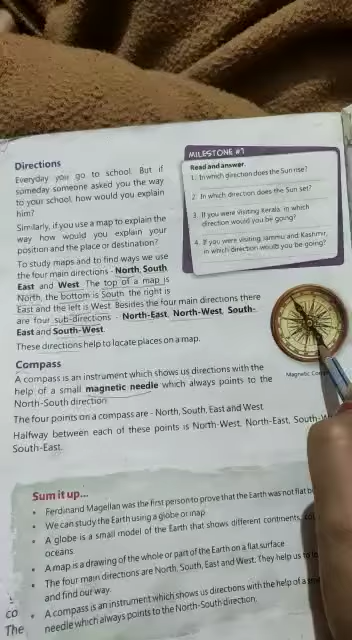 Directions
Everyday you go to school. But if
someday someone asked you the way
to your school, how would you explain
him?
Similarly, if you use a map to explain the
way how would you explain your
position and the place or destination?
To study maps and to find ways we use
the four main directions - North, South,
East and West. The top of a map is
North, the bottom is South, the right is
East and the left is West. Besides the four main directions there
are four sub-directions - North-East, North-West, South-
East and South-West.
These directions help to locate places on a map.
MILESTONE #1
Read and answer.
1. In which direction does the Sun rise?
2. In which direction does the Sun set?
3. If you were visiting Kerala, in which
direction would you be going?
4. If you were visiting Jammu and Kashmir,
in which direction would you be going?
Compass
A compass is an instrument which shows us directions with the
help of a small magnetic needle which always points to the
North-South direction.
The four points on a compass are - North, South, East and West.
Halfway between each of these points is North-West, North-East, South-W
South-East.
Magnetic Com
Sum it up...
• Ferdinand Magellan was the first person to prove that the Earth was not flat b
• We can study the Earth using a globe or map.
• A globe is a small model of the Earth that shows different continents,
oceans
• A map is a drawing of the whole or part of the Earth on a flat surface
• The four main directions are North, South, East and West. They help us to
and find our way.
• A compass is an instrument which shows us directions with the help of a
needle which always points to the North-South direction.
co
The